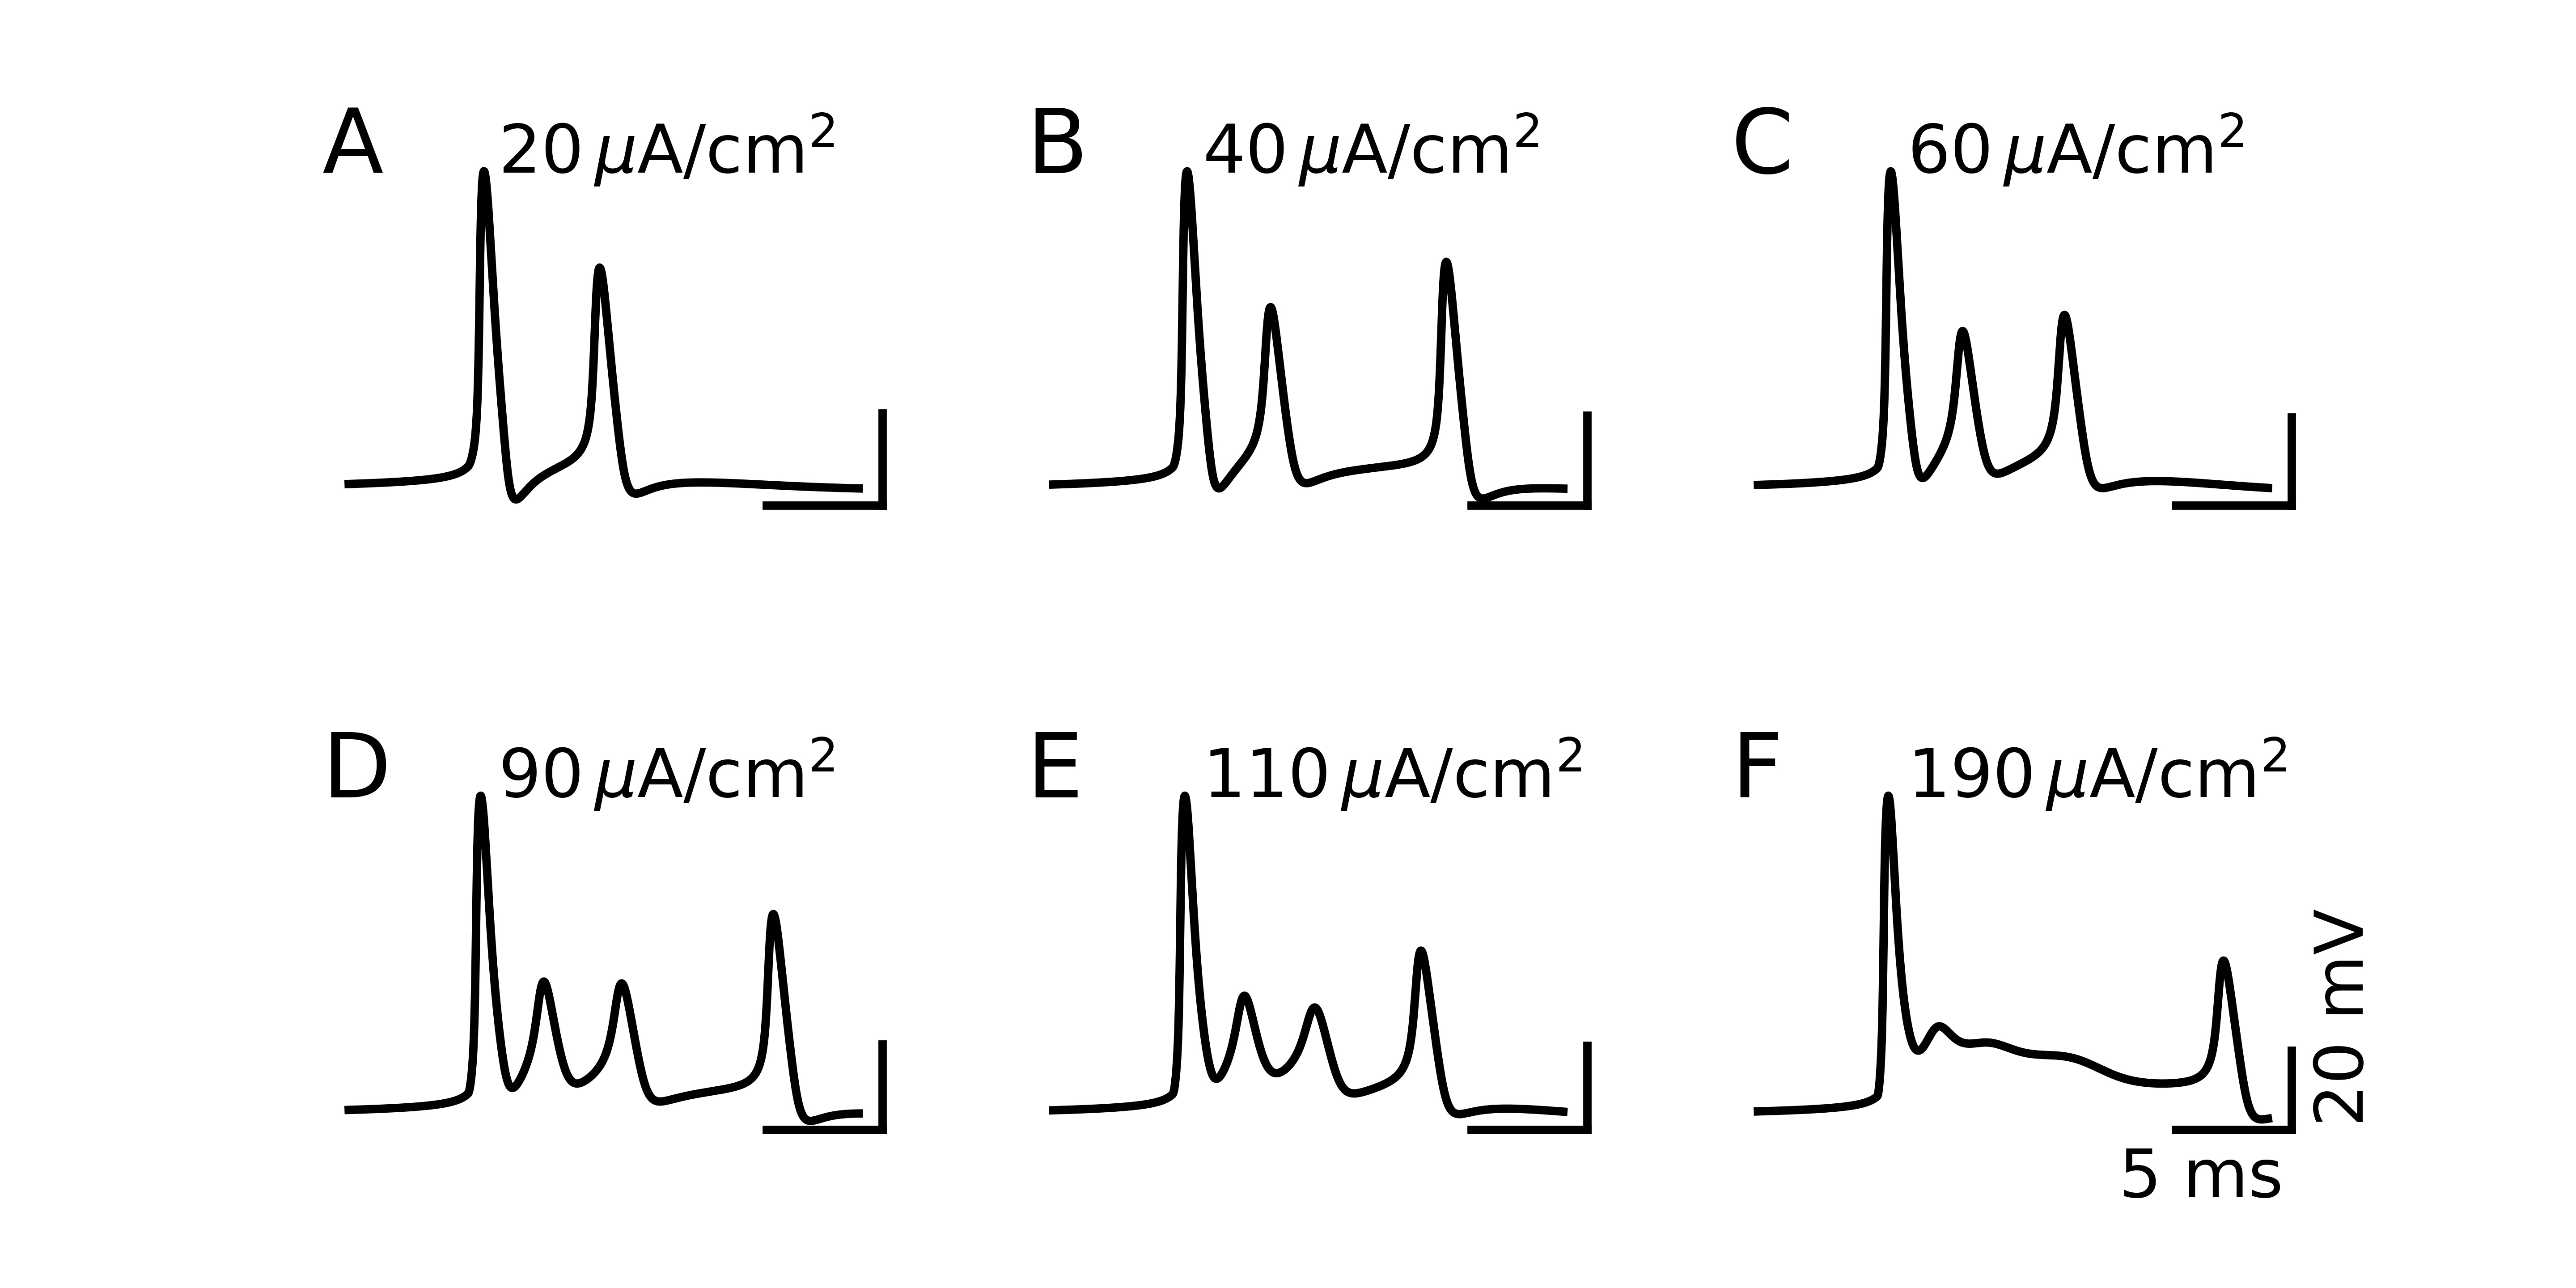 A 20 μA/cm²
B 40 μA/cm²
C 60 μA/cm²
D 90 μA/cm²
E 110 μA/cm²
F 190 μA/cm²
20 mV
5 ms